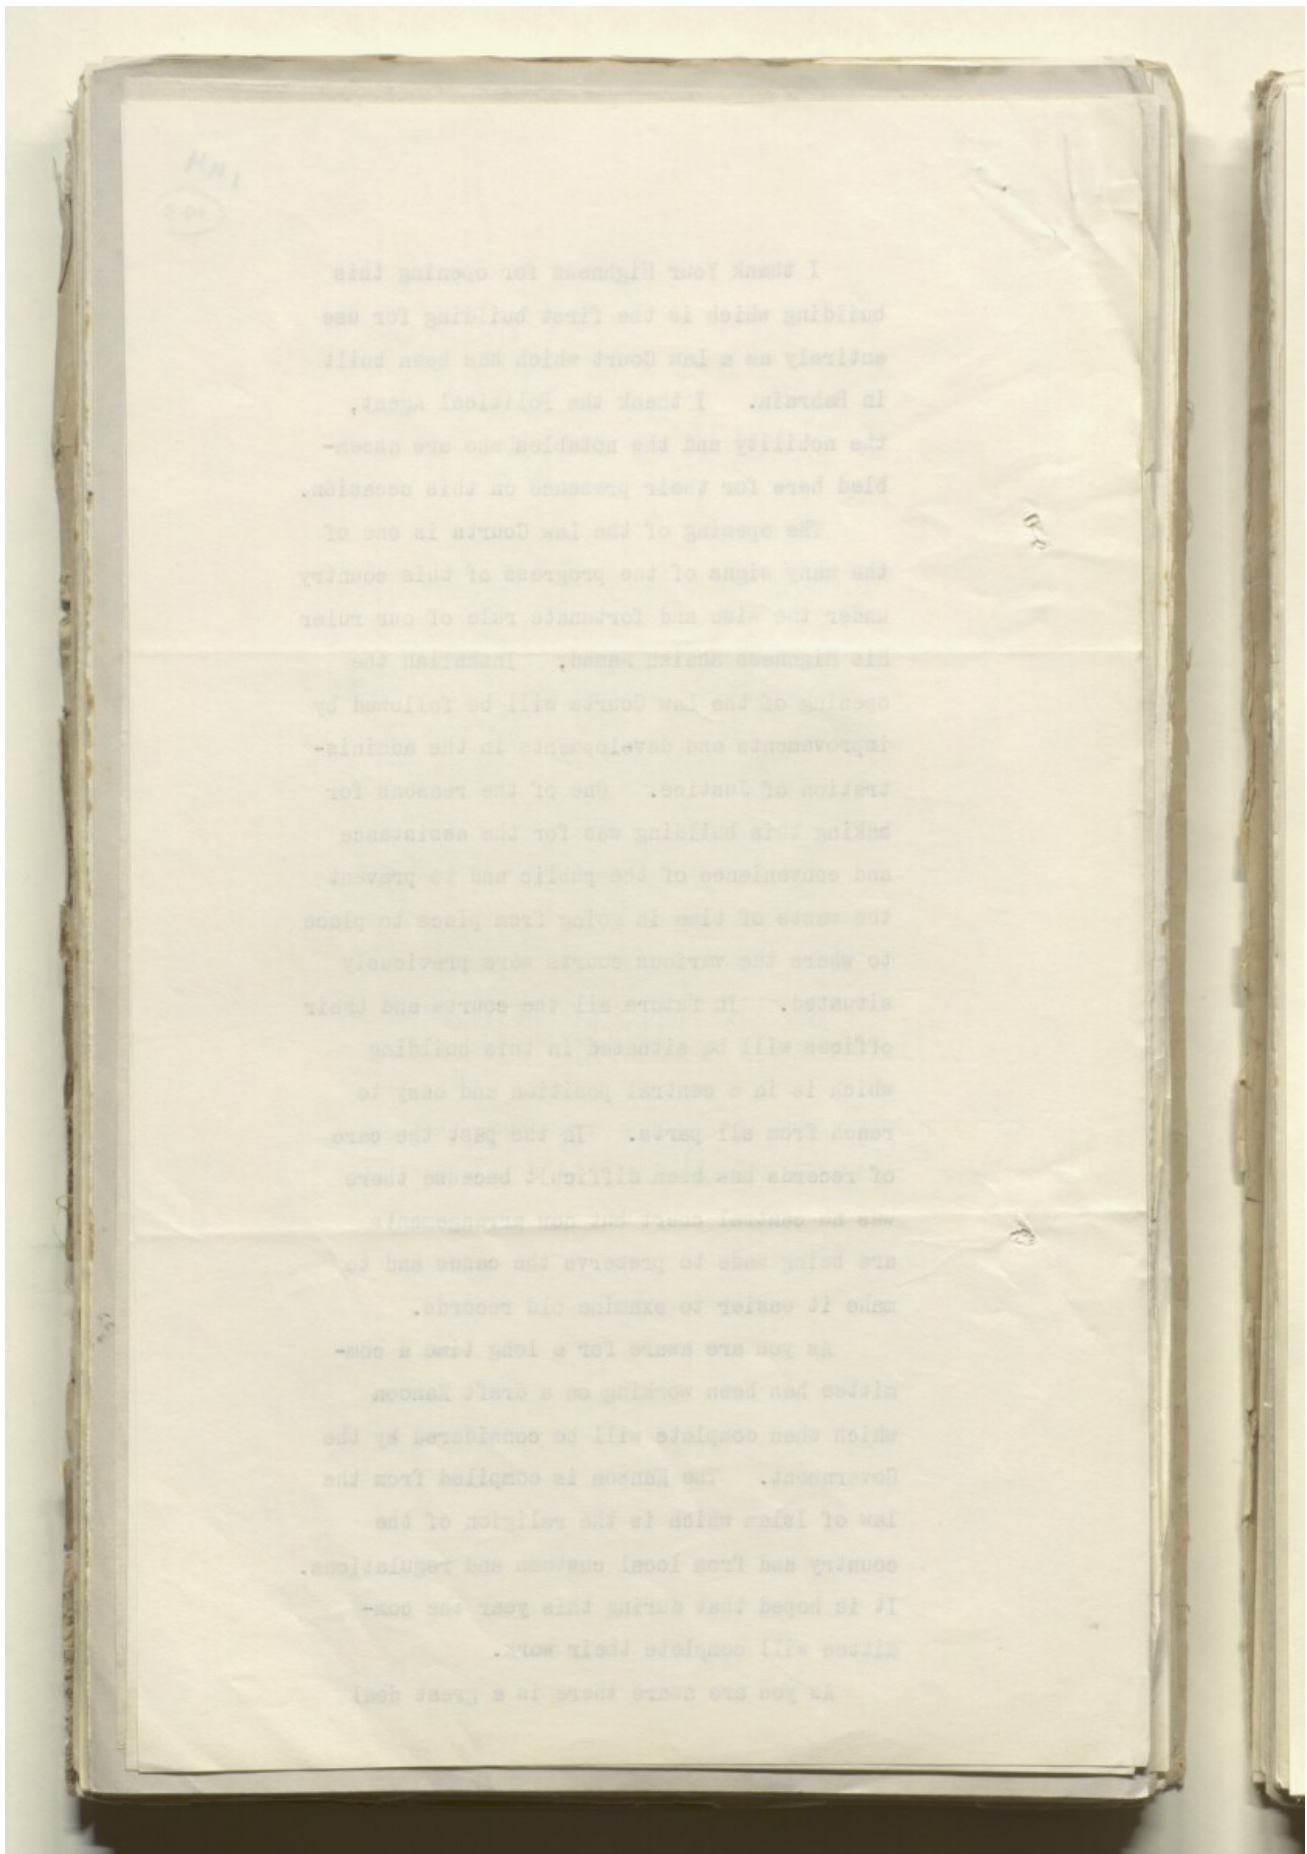 I thank Your Highness for opening this
building which is the first building for use
entirely as a Law Court which has been built
in Bahrain. I thank the Political Agent,
the nobility and the notables who are assem-
bled here for their presence on this occasion.
The opening of the Law Courts is one of
the many signs of the progress of this country
under the wise and fortunate rule of our ruler
His Highness Shaikh Hamad. Inshallah the
opening of the Law Courts will be followed by
improvements and developments in the adminis-
tration of Justice. One of the reasons for
making this building was for the assistance
and convenience of the public and to prevent
the waste of time in going from place to place
to where the various courts were previously
situated. In future all the courts and their
offices will be situated in this building
which is in a central position and easy to
reach from all parts. In the past the care
of records has been difficult because there
was no central court but now arrangements
are being made to preserve the cases and to
make it easier to examine old records.
As you are aware for a long time a com-
mittee has been working on a draft Kanoon
which when complete will be considered by the
Government. The Kanoon is compiled from the
law of Islam which is the religion of the
country and from local customs and regulations.
It is hoped that during this year the com-
mittee will complete their work.
As you are aware there is a great deal